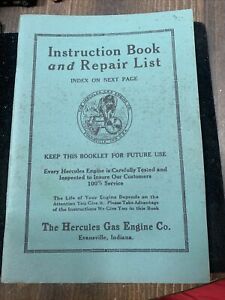 Instruction Book
and Repair List
INDEX ON NEXT PAGE
KEEP THIS BOOKLET FOR FUTURE USE
Every Hercules Engine is Carefully Tested and
Inspected to Insure Our Customers
100% Service
The Life of Your Engine Depends on the
Attention You Give it. Please Take Advantage
of the Instructions We Give You in this Book
The Hercules Gas Engine Co.
Evansville, Indiana.